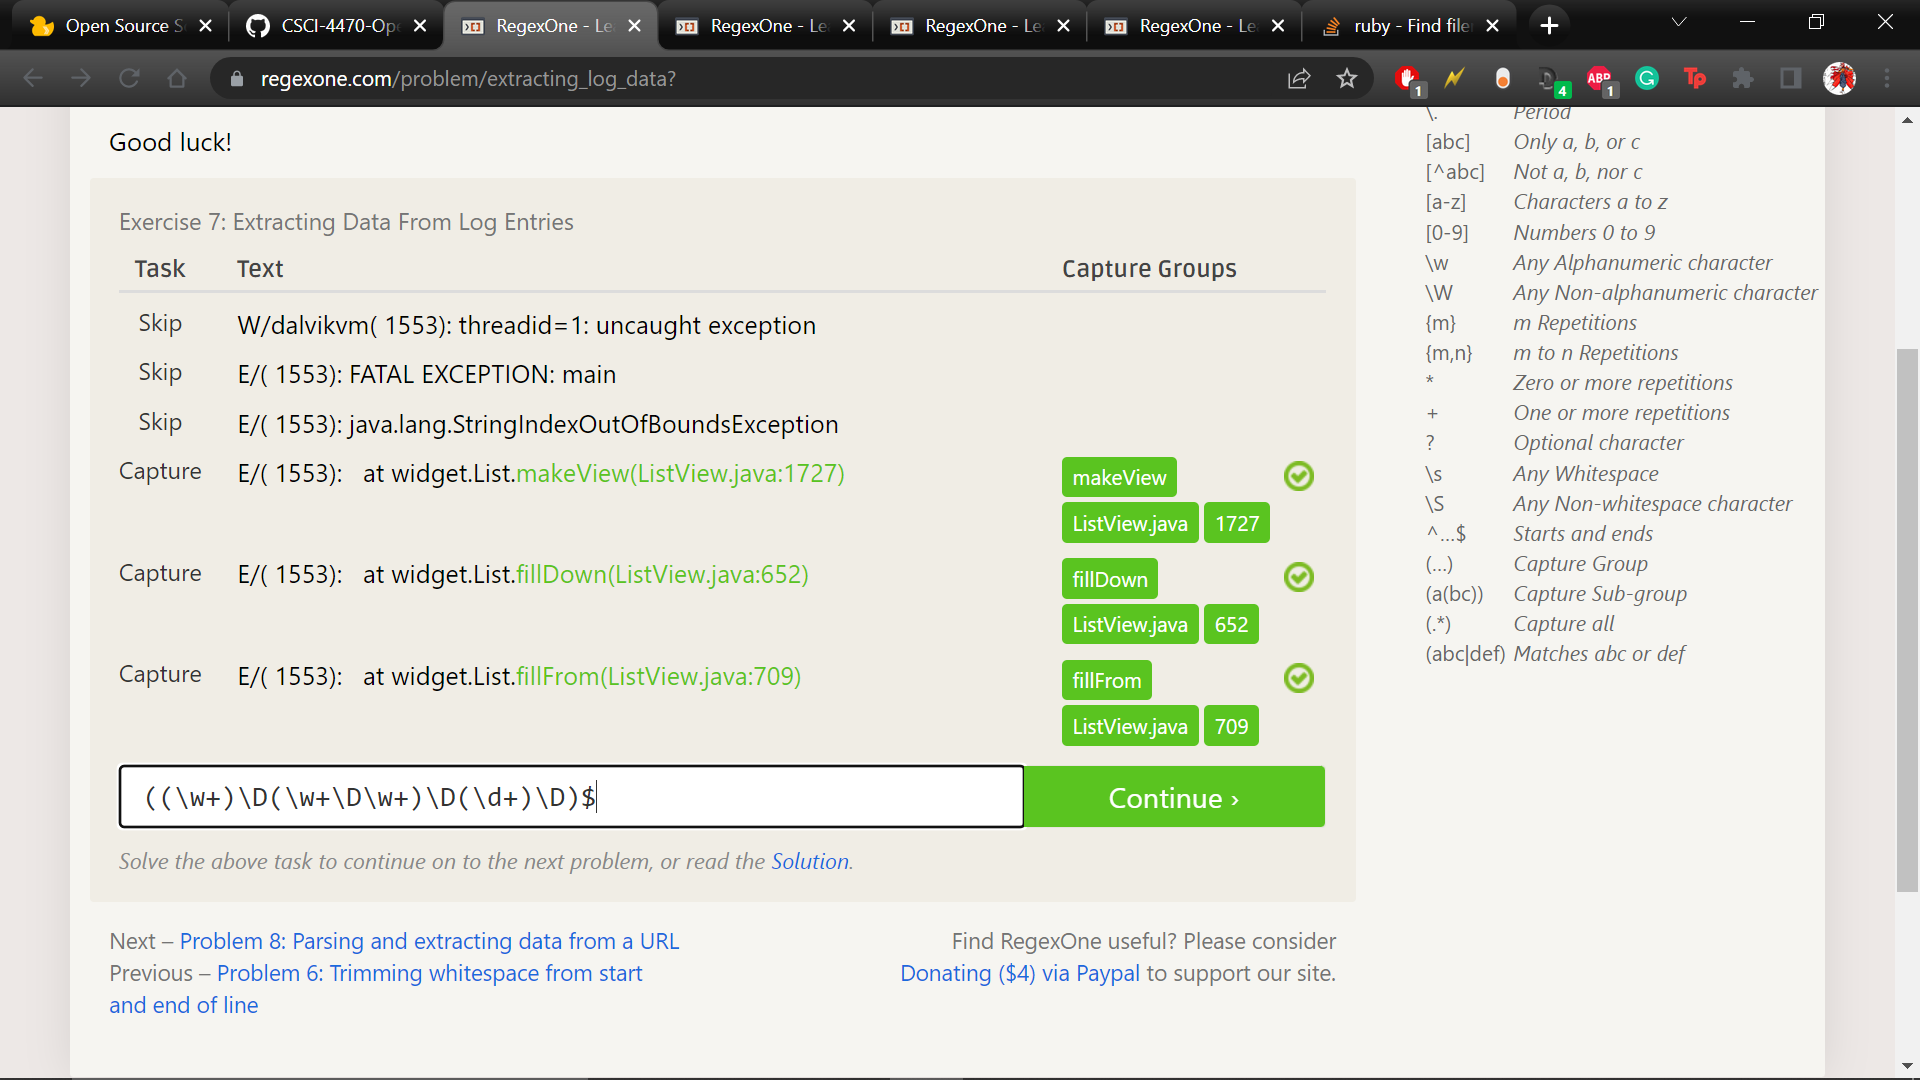 Open Source S
CSCI-4470-Ope
RegexOne - Le
RegexOne - Le
RegexOne - Le
RegexOne - Le
ruby - Find filer
regexone.com/problem/extracting_log_data?
1
4
ABP
1
Tp
Good luck!
Exercise 7: Extracting Data From Log Entries
Task Text Capture Groups
Skip W/dalvikvm( 1553): threadid=1: uncaught exception
Skip E/( 1553): FATAL EXCEPTION: main
Skip E/( 1553): java.lang.StringIndexOutOfBoundsException
Capture E/( 1553):   at widget.List.makeView(ListView.java:1727) makeView
ListView.java 1727
Capture E/( 1553):   at widget.List.fillDown(ListView.java:652) fillDown
ListView.java 652
Capture E/( 1553):   at widget.List.fillFrom(ListView.java:709) fillFrom
ListView.java 709
((\w+)\D(\w+\D\w+)\D(\d+)\D)$ Continue ›
Solve the above task to continue on to the next problem, or read the Solution.
Next – Problem 8: Parsing and extracting data from a URL
Previous – Problem 6: Trimming whitespace from start
and end of line
Find RegexOne useful? Please consider
Donating ($4) via Paypal to support our site.
\. Period
[abc] Only a, b, or c
[^abc] Not a, b, nor c
[a-z] Characters a to z
[0-9] Numbers 0 to 9
\w Any Alphanumeric character
\W Any Non-alphanumeric character
{m} m Repetitions
{m,n} m to n Repetitions
* Zero or more repetitions
+ One or more repetitions
? Optional character
\s Any Whitespace
\S Any Non-whitespace character
^...$ Starts and ends
(...) Capture Group
(a(bc)) Capture Sub-group
(.*) Capture all
(abc|def) Matches abc or def